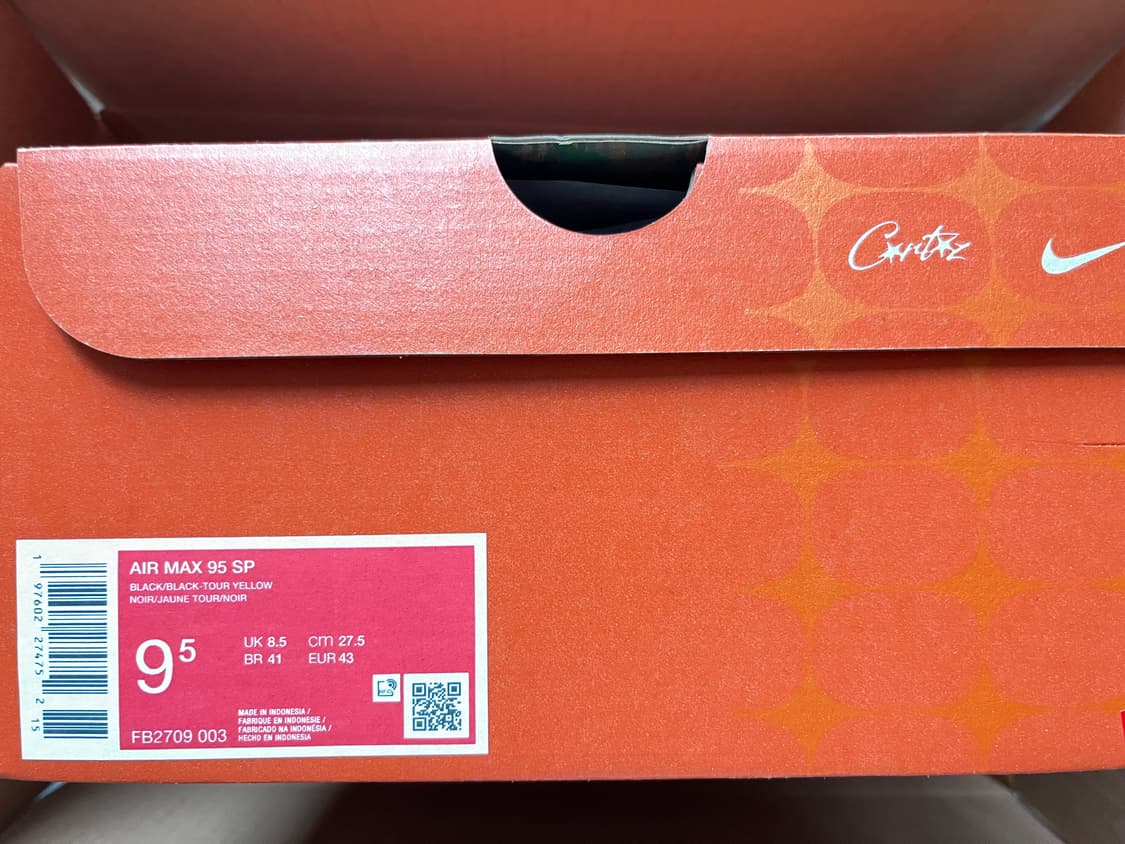 Corteiz
AIR MAX 95 SP
BLACK/BLACK-TOUR YELLOW
NOIR/JAUNE TOUR/NOIR
9⁵
UK 8.5 cm 27.5
BR 41 EUR 43
MADE IN INDONESIA /
FABRIQUE EN INDONESIE /
FABRICADO NA INDONÉSIA /
HECHO EN INDONESIA
FB2709 003
1 97602 27475 2 15